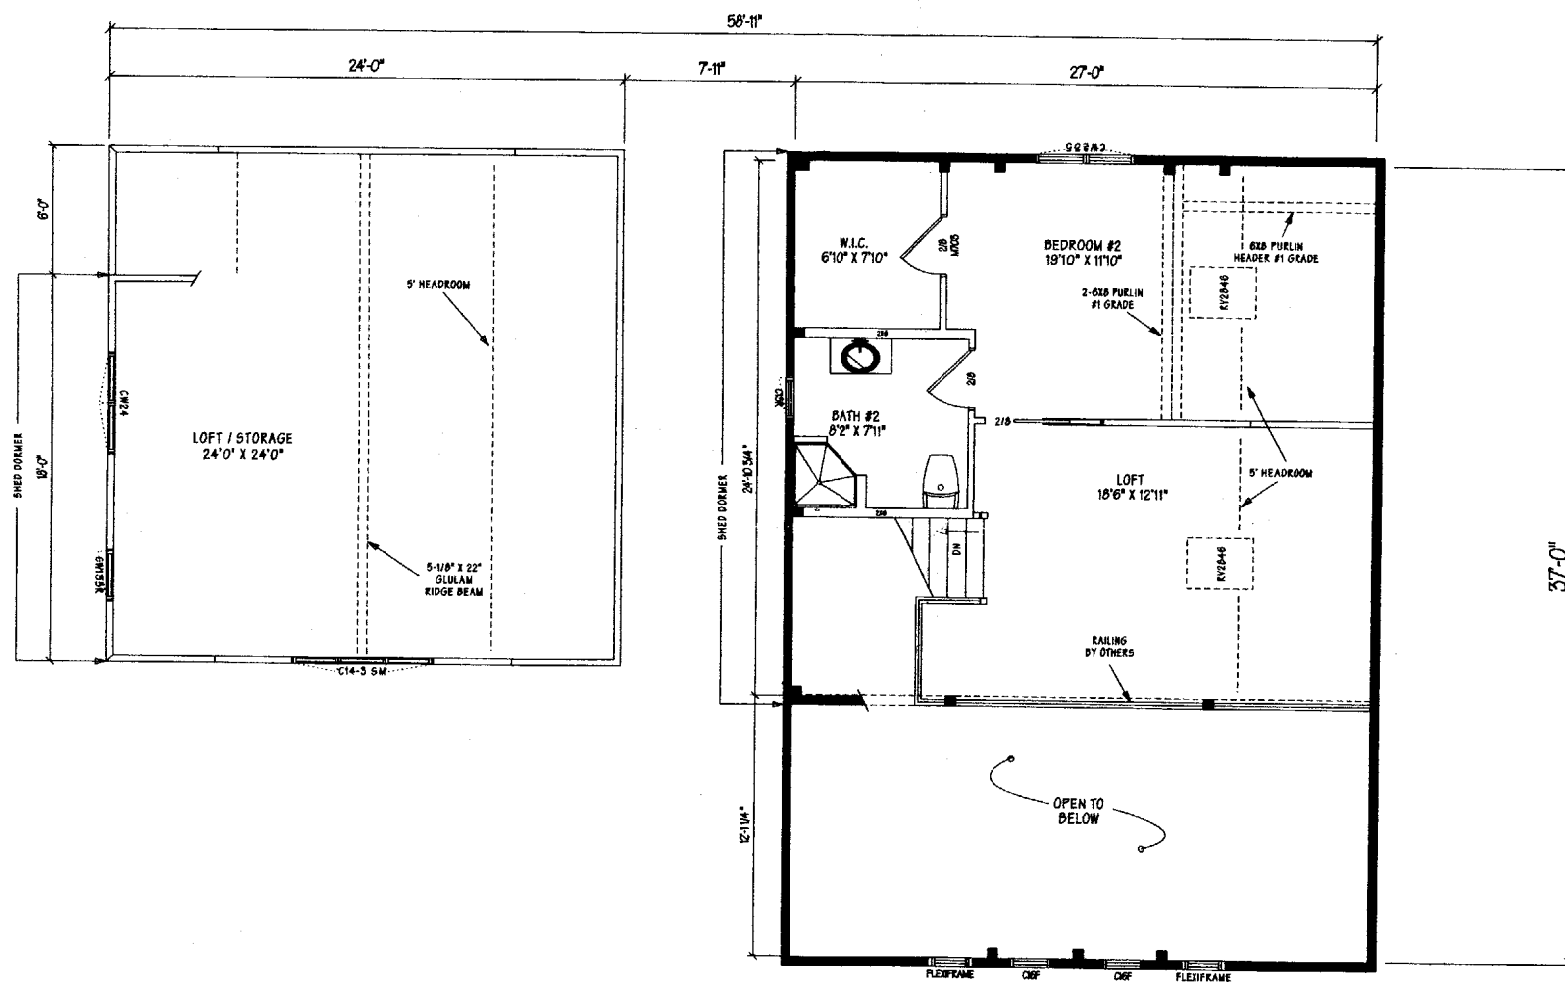 58'-11"
24'-0"
7'-11"
27'-0"
6'-0"
SHED DORMER
18'-0"
CW24
5' HEADROOM
LOFT / STORAGE
24'0" X 24'0"
5-1/8" X 22"
GLULAM
RIDGE BEAM
CW135R
C14-3 SM
SHED DORMER
24'-10 3/4"
12'-1 1/4"
CW235
W.I.C.
6'10" X 7'10"
2/8
BEDROOM #2
19'10" X 11'10"
2-6X8 PURLIN
#1 GRADE
6X8 PURLIN
HEADER #1 GRADE
RV2846
2X6
2/8
BATH #2
8'2" X 7'11"
2/8
LOFT
18'6" X 12'11"
5' HEADROOM
2X6
DN
RV2846
RAILING
BY OTHERS
OPEN TO
BELOW
37'-0"
FLEXIFRAME
C16F
C16F
FLEXIFRAME